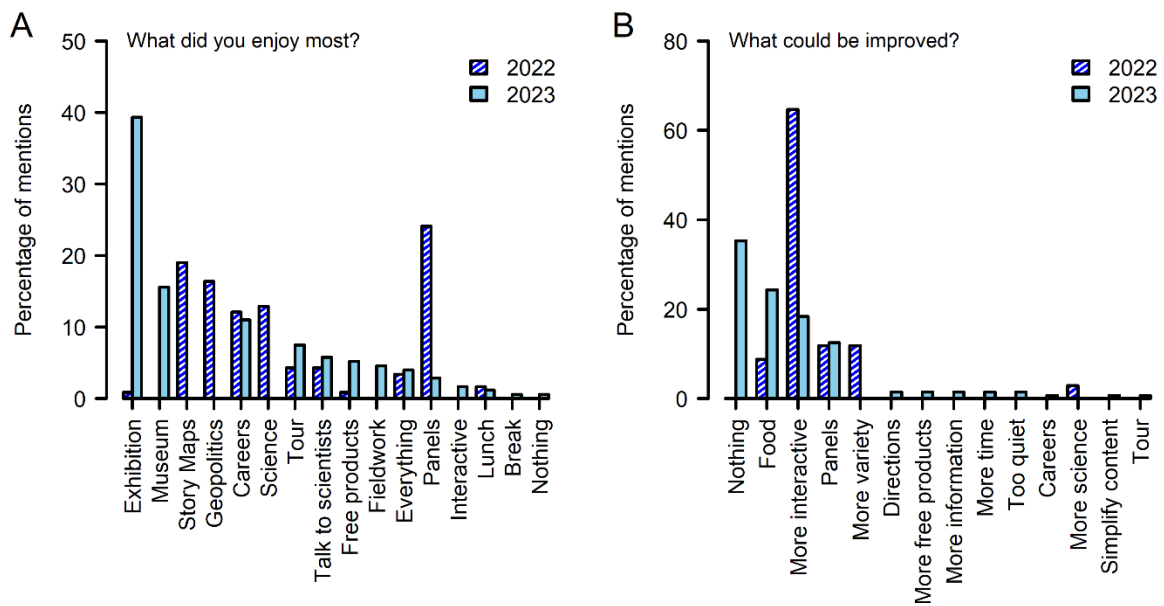 A
What did you enjoy most?
2022
2023
Percentage of mentions
50
40
30
20
10
0
Exhibition
Museum
Story Maps
Geopolitics
Careers
Science
Tour
Talk to scientists
Free products
Fieldwork
Everything
Panels
Interactive
Lunch
Break
Nothing
B
What could be improved?
2022
2023
Percentage of mentions
80
60
40
20
0
Nothing
Food
More interactive
Panels
More variety
Directions
More free products
More information
More time
Too quiet
Careers
More science
Simplify content
Tour